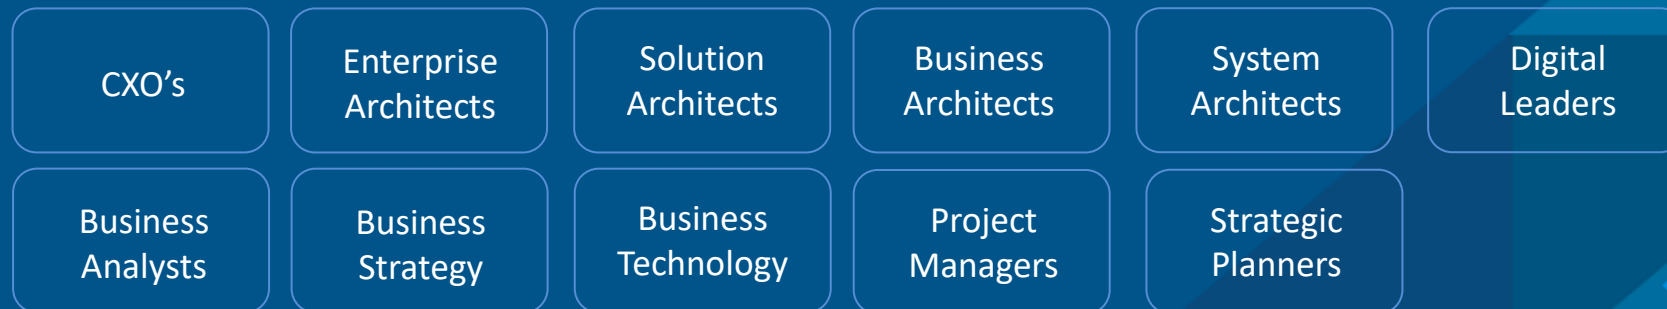 CXO’s
Enterprise
Architects
Solution
Architects
Business
Architects
System
Architects
Digital
Leaders
Business
Analysts
Business
Strategy
Business
Technology
Project
Managers
Strategic
Planners